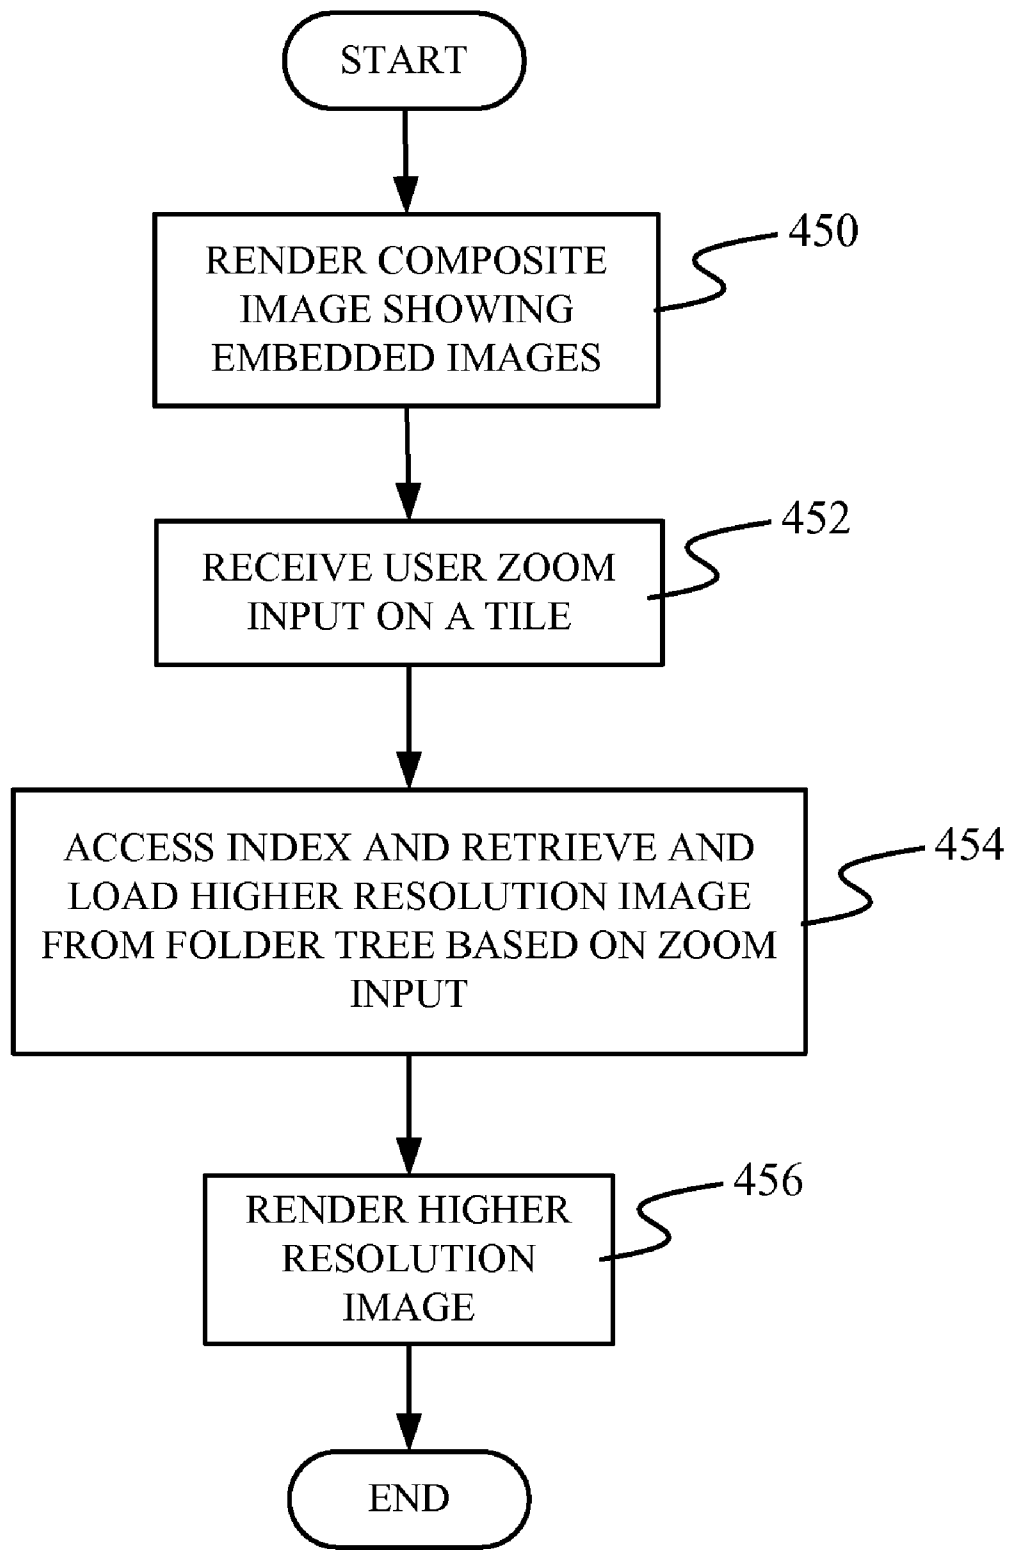 START
RENDER COMPOSITE
IMAGE SHOWING
EMBEDDED IMAGES
450
RECEIVE USER ZOOM
INPUT ON A TILE
452
ACCESS INDEX AND RETRIEVE AND
LOAD HIGHER RESOLUTION IMAGE
FROM FOLDER TREE BASED ON ZOOM
INPUT
454
RENDER HIGHER
RESOLUTION
IMAGE
456
END